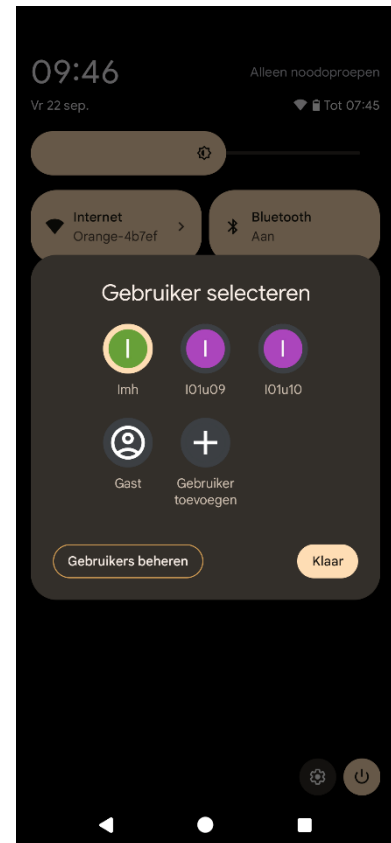 09:46
Alleen noodoproepen
Vr 22 sep.
Tot 07:45
Internet
Orange-4b7ef
Bluetooth
Aan
Gebruiker selecteren
I
I
I
lmh
l01u09
l01u10
Gast
Gebruiker
toevoegen
Gebruikers beheren
Klaar